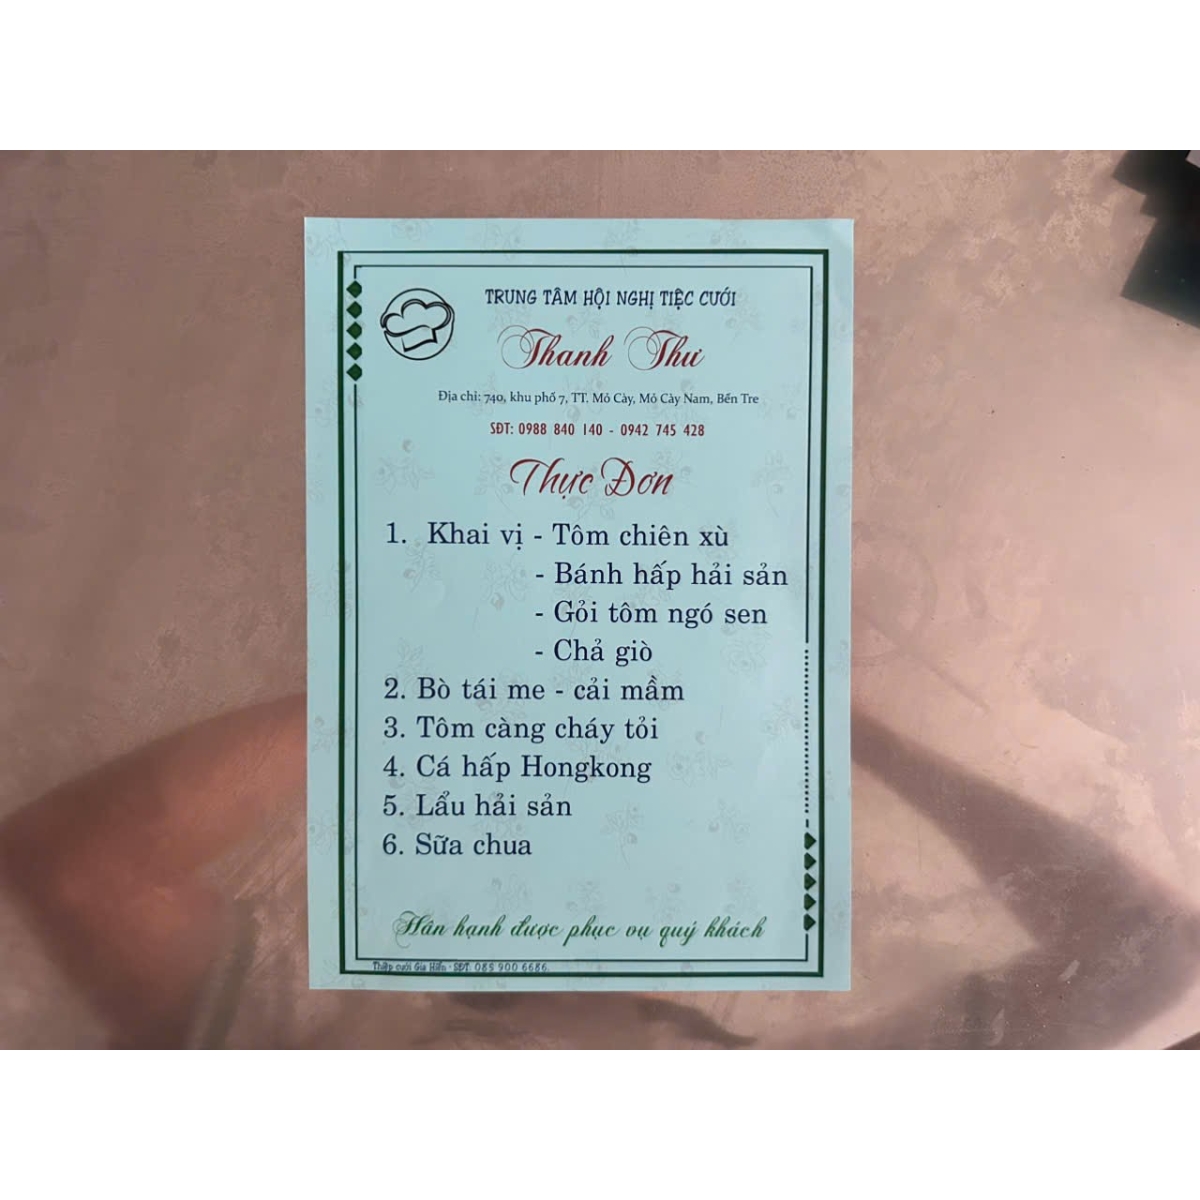 TRUNG TÂM HỘI NGHỊ TIỆC CƯỚI
Thanh Thư
Địa chỉ: 740, khu phố 7, TT. Mỏ Cày, Mỏ Cày Nam, Bến Tre
SĐT: 0988 840 140 - 0942 745 428
Thực Đơn
1. Khai vị - Tôm chiên xù
- Bánh hấp hải sản
- Gỏi tôm ngó sen
- Chả giò
2. Bò tái me - cải mầm
3. Tôm càng cháy tỏi
4. Cá hấp Hongkong
5. Lẩu hải sản
6. Sữa chua
Hân hạnh được phục vụ quý khách
Thiệp cưới Gia Hiển - SĐT: 085 900 6686